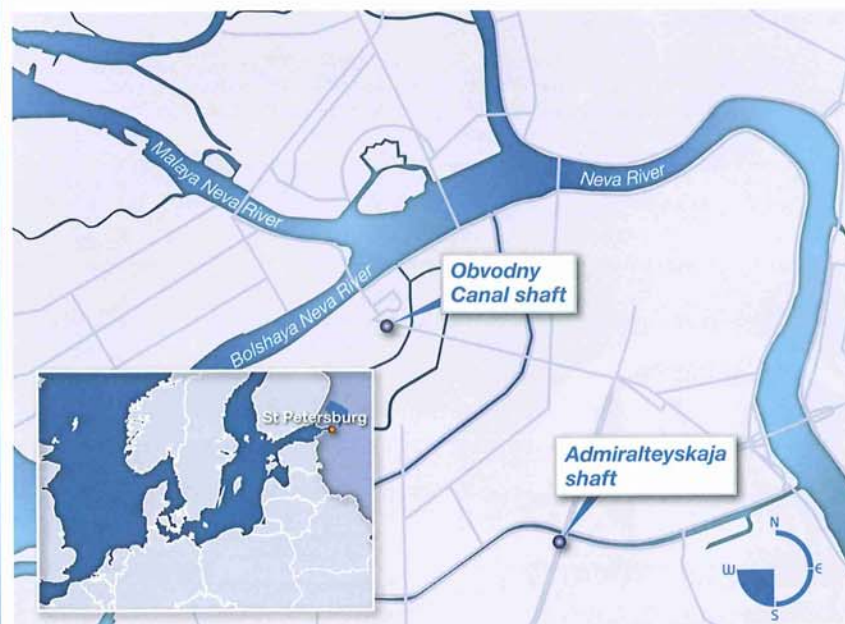 Malaya Neva River
Neva River
Obvodny
Canal shaft
Bolshaya Neva River
St Petersburg
Admiralteyskaja
shaft
N
W
E
S